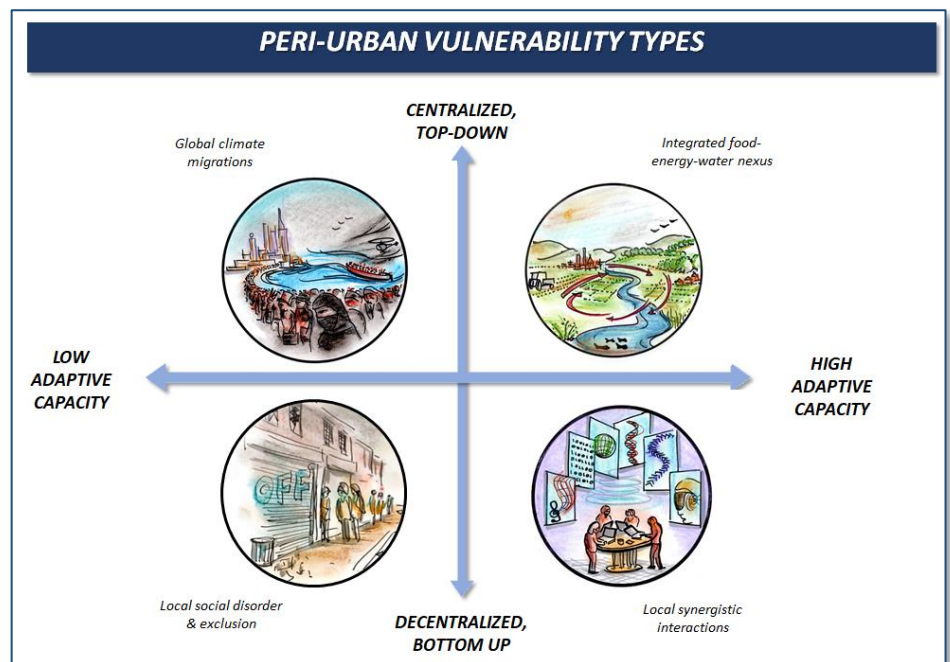 PERI-URBAN VULNERABILITY TYPES
CENTRALIZED,
TOP-DOWN
Global climate
migrations
Integrated food-
energy-water nexus
LOW
ADAPTIVE
CAPACITY
HIGH
ADAPTIVE
CAPACITY
OFF
Local social disorder
& exclusion
DECENTRALIZED,
BOTTOM UP
Local synergistic
interactions